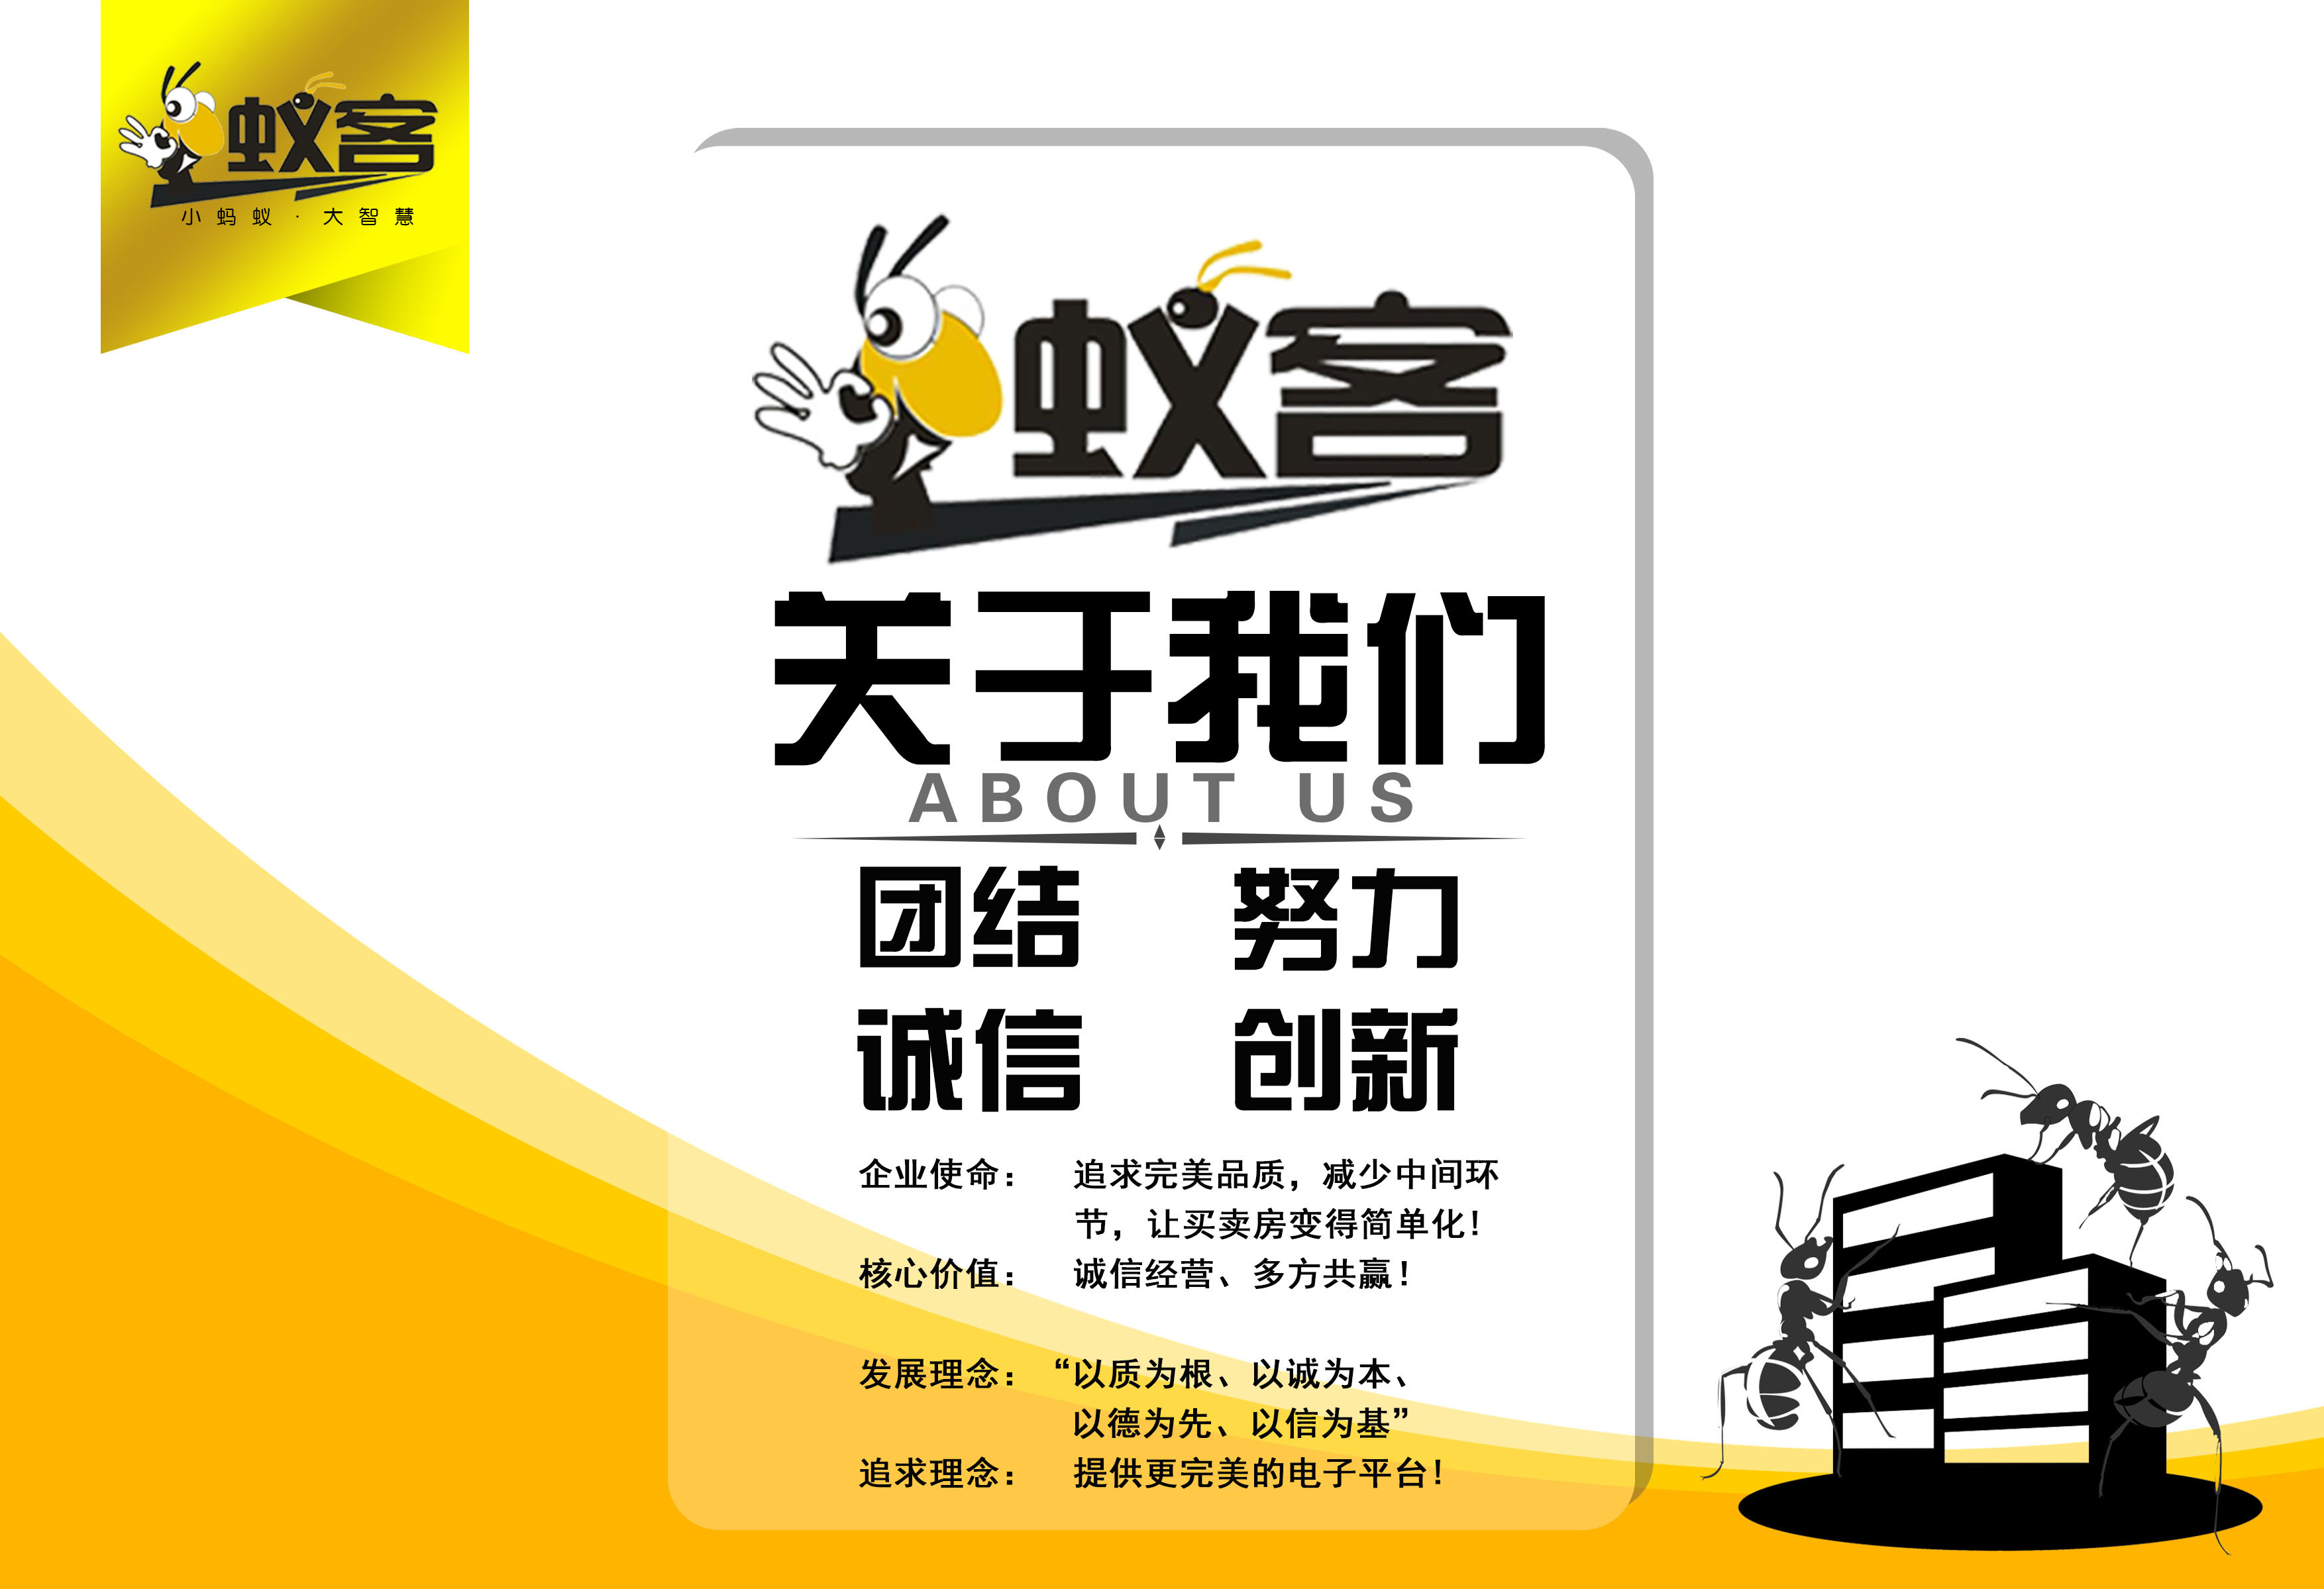 蚁客
小蚂蚁·大智慧
蚁客
关于我们
ABOUT US
团结 努力
诚信 创新
企业使命： 追求完美品质，减少中间环
节，让买卖房变得简单化！
核心价值： 诚信经营、多方共赢！
发展理念：“以质为根、以诚为本、
以德为先、以信为基”
追求理念： 提供更完美的电子平台！